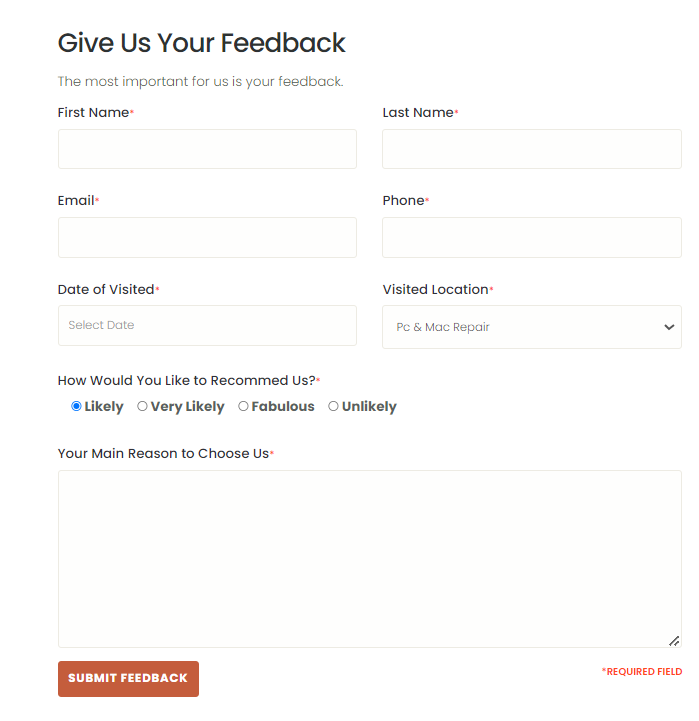 Give Us Your Feedback
The most important for us is your feedback.
First Name* Last Name*
Email* Phone*
Date of Visited* Visited Location*
Select Date Pc & Mac Repair
How Would You Like to Recommed Us?*
Likely Very Likely Fabulous Unlikely
Your Main Reason to Choose Us*
SUBMIT FEEDBACK *REQUIRED FIELD